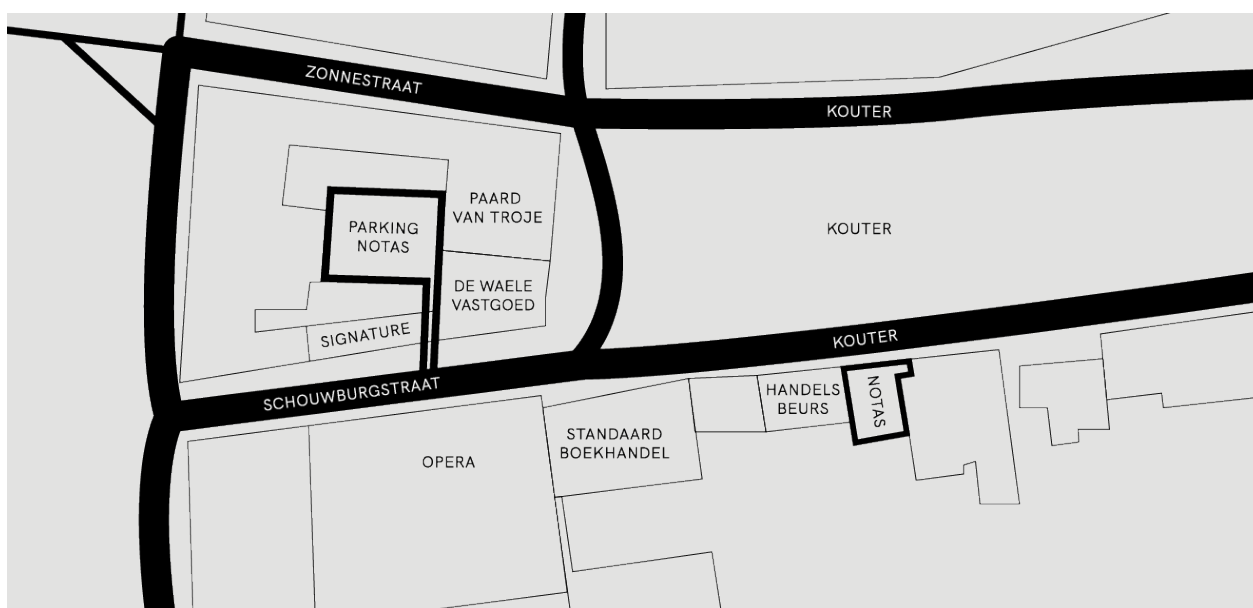 ZONNESTRAAT
KOUTER
PAARD
VAN TROJE
PARKING
NOTAS
KOUTER
DE WAELE
VASTGOED
SIGNATURE
KOUTER
SCHOUWBURGSTRAAT
HANDELS
BEURS
NOTAS
STANDAARD
BOEKHANDEL
OPERA